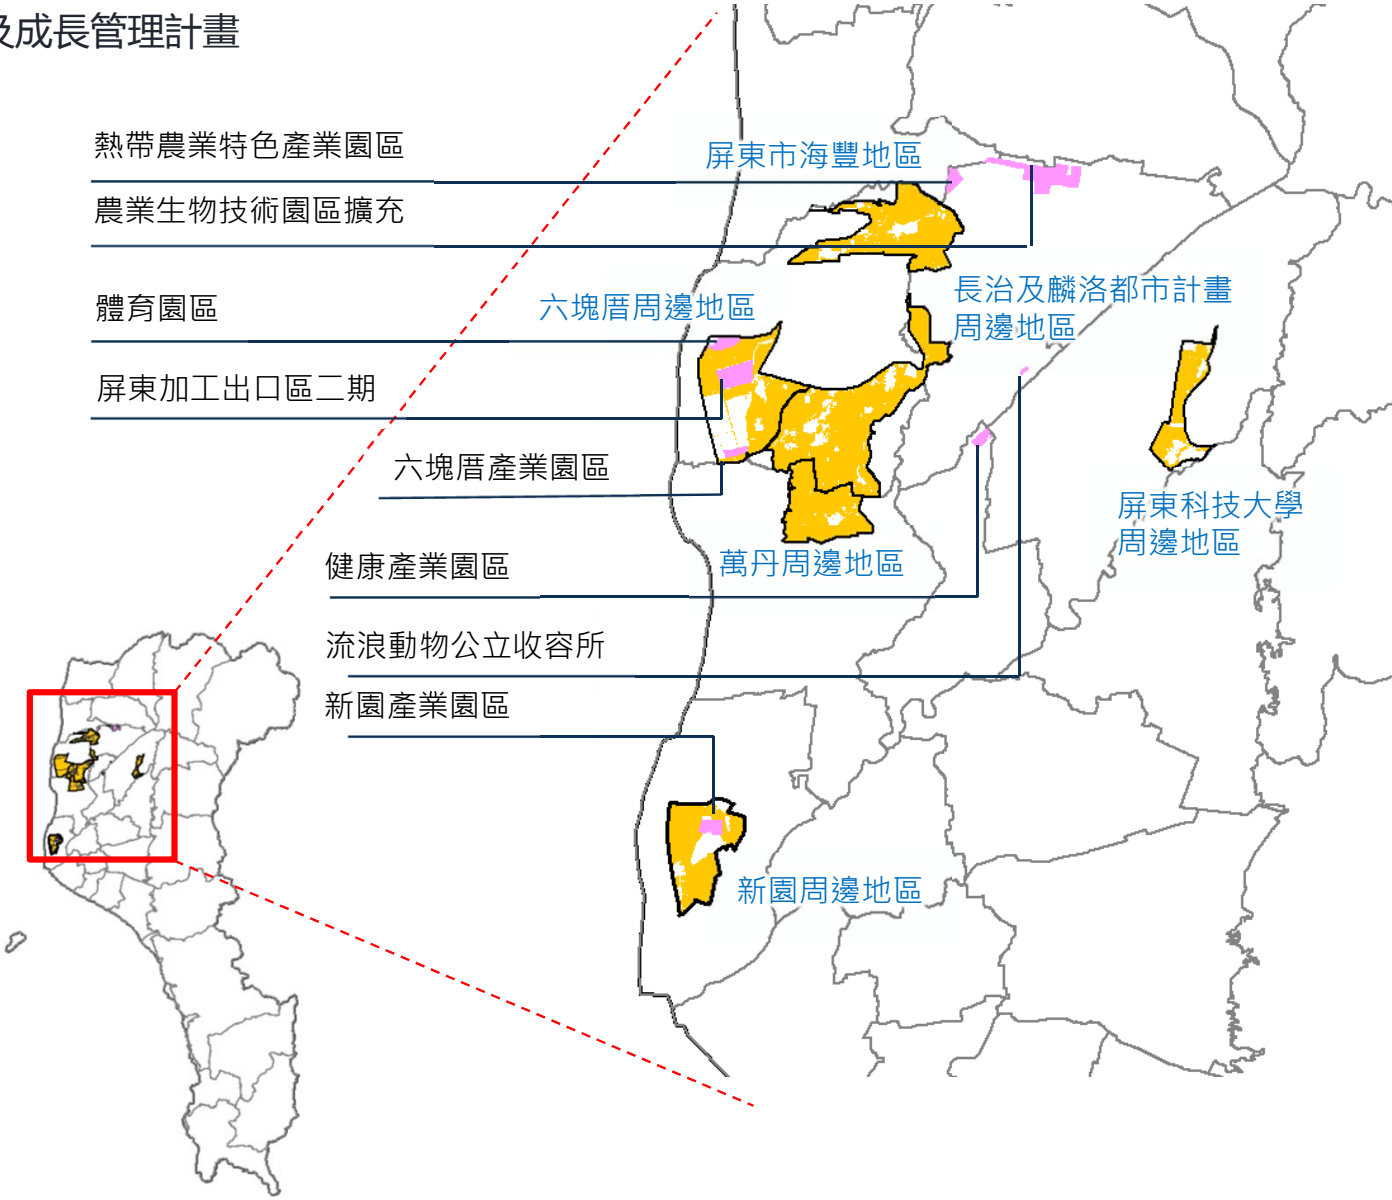 及成長管理計畫
熱帶農業特色產業園區
屏東市海豐地區
農業生物技術園區擴充
體育園區
六塊厝周邊地區
長治及麟洛都市計畫
周邊地區
屏東加工出口區二期
六塊厝產業園區
屏東科技大學
周邊地區
健康產業園區
萬丹周邊地區
流浪動物公立收容所
新園產業園區
新園周邊地區